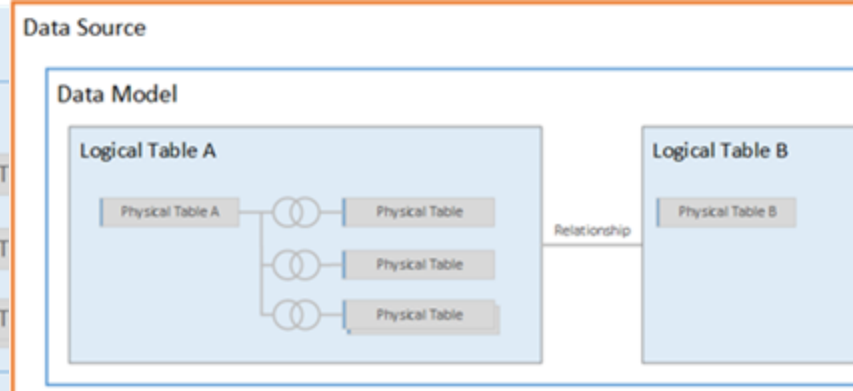 Data Source
Data Model
Logical Table A
Logical Table B
Physical Table A
Physical Table
Physical Table B
Relationship
Physical Table
Physical Table
T
T
T